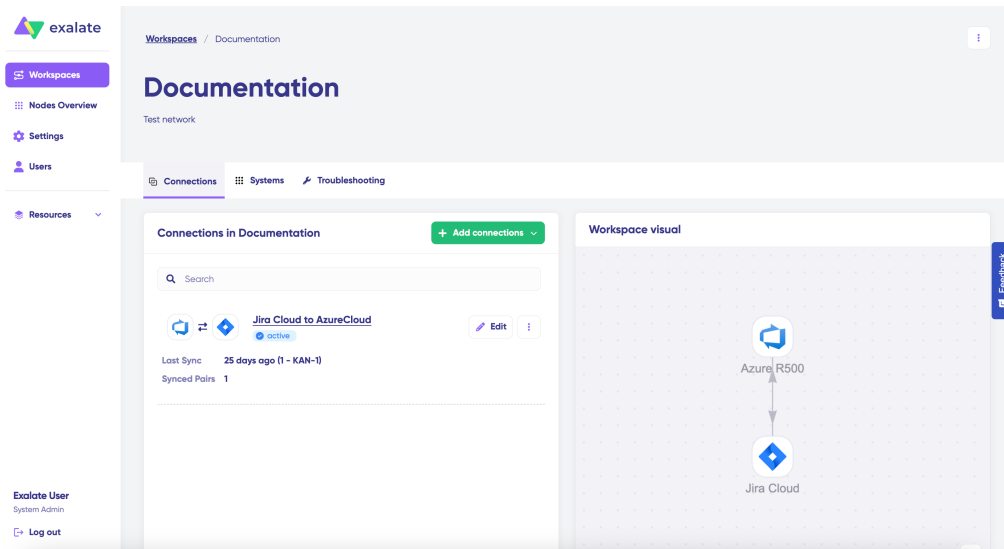 exalate
Workspaces
Nodes Overview
Settings
Users
Resources
Exalate User
System Admin
Log out
Workspaces / Documentation
Documentation
Test network
Connections Systems Troubleshooting
Connections in Documentation
+ Add connections
Search
Jira Cloud to AzureCloud
active
Edit
Last Sync 25 days ago (1 - KAN-1)
Synced Pairs 1
Workspace visual
Azure R500
Jira Cloud
Feedback